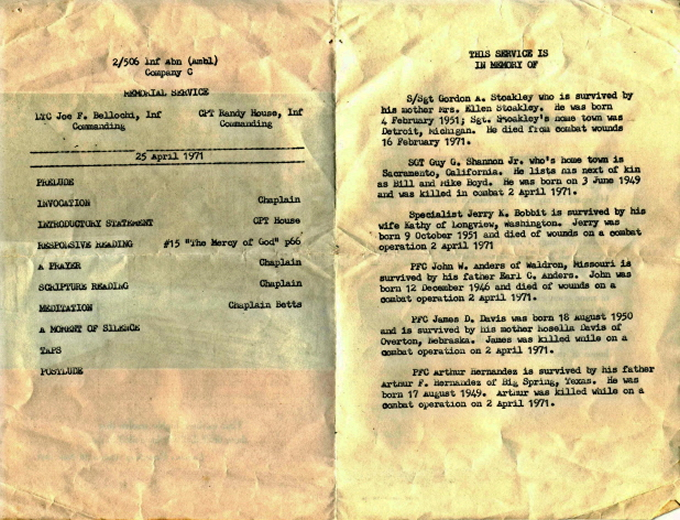 2/506 Inf Abn (Ambl)
Company C
MEMORIAL SERVICE
LTC Joe F. Bellochi, Inf
Commanding
CPT Randy House, Inf
Commanding
25 April 1971
PRELUDE
INVOCATION Chaplain
INTRODUCTORY STATEMENT CPT House
RESPONSIVE READING #15 "The Mercy of God" p66
A PRAYER Chaplain
SCRIPTURE READING Chaplain
MEDITATION Chaplain Betts
A MOMENT OF SILENCE
TAPS
POSTLUDE
THIS SERVICE IS
IN MEMORY OF
S/Sgt Gordon A. Stoakley who is survived by
his mother Mrs. Ellen Stoakley. He was born
4 February 1951; Sgt. Stoakley's home town is
Detroit, Michigan. He died from combat wounds
16 February 1971.
SGT Guy G. Shannon Jr. who's home town is
Sacramento, California. He lists his next of kin
as Bill and Mike Boyd. He was born on 3 June 1949
and was killed in combat 2 April 1971.
Specialist Jerry K. Bobbit is survived by his
wife Kathy of Longview, Washington. Jerry was
born 9 October 1951 and died of wounds on a combat
operation 2 April 1971
PFC John W. Anders of Waldron, Missouri is
survived by his father Earl C. Anders. John was
born 12 December 1946 and died of wounds on a
combat operation 2 April 1971.
PFC James D. Davis was born 18 August 1950
and is survived by his mother Rosella Davis of
Overton, Nebraska. James was killed while on a
combat operation on 2 April 1971.
PFC Arthur Hernandez is survived by his father
Arthur F. Hernandez of Big Spring, Texas. He was
born 17 August 1949. Arthur was killed while on a
combat operation on 2 April 1971.